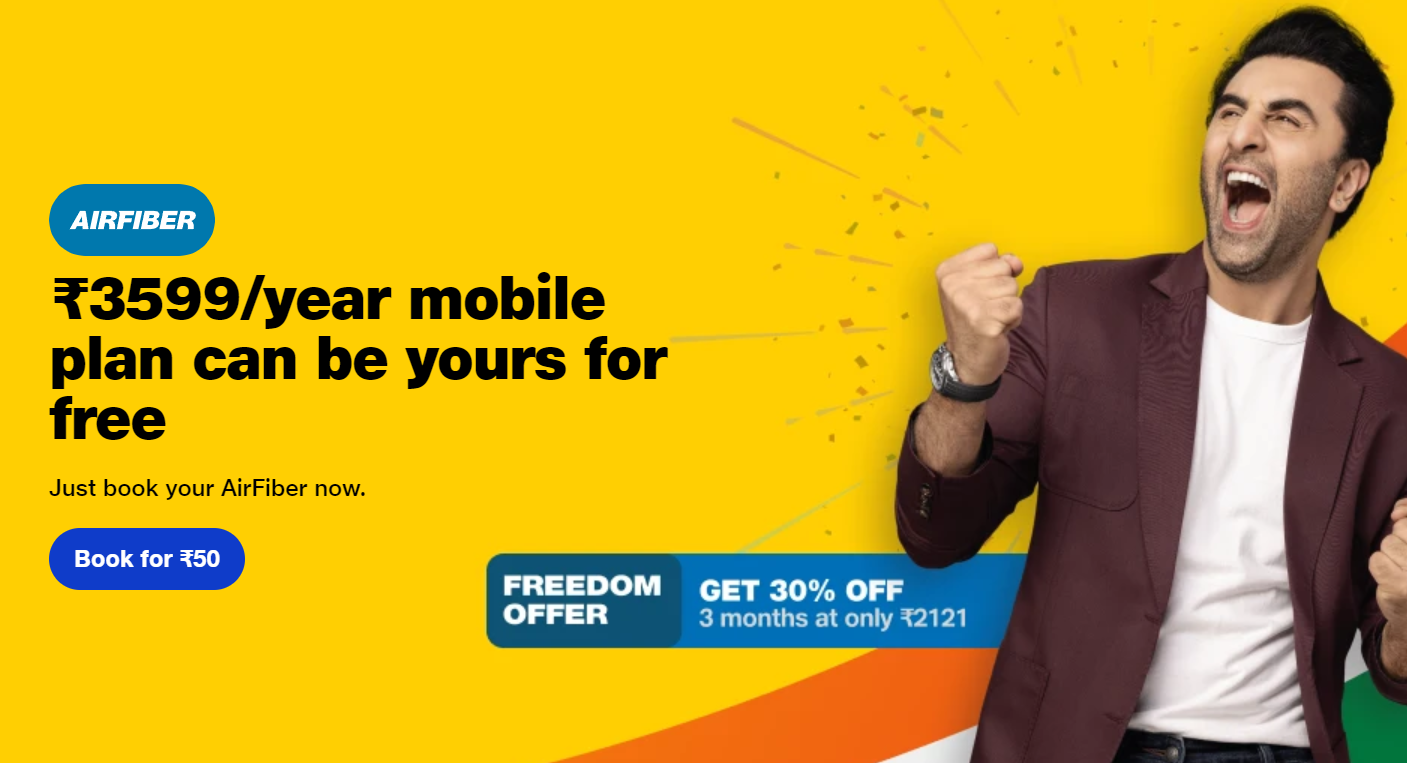 AIRFIBER
₹3599/year mobile
plan can be yours for
free
Just book your AirFiber now.
Book for ₹50
FREEDOM
OFFER
GET 30% OFF
3 months at only ₹2121